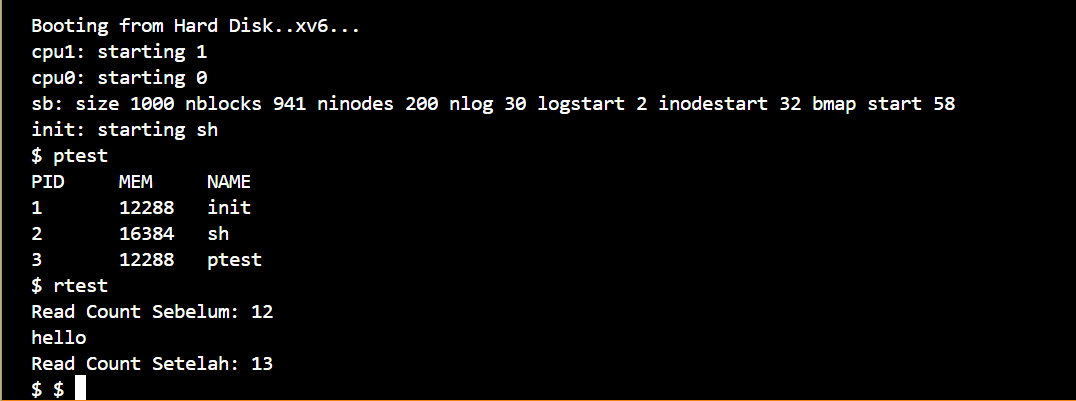 Booting from Hard Disk..xv6...
cpu1: starting 1
cpu0: starting 0
sb: size 1000 nblocks 941 ninodes 200 nlog 30 logstart 2 inodestart 32 bmap start 58
init: starting sh
$ ptest
PID     MEM     NAME
1       12288   init
2       16384   sh
3       12288   ptest
$ rtest
Read Count Sebelum: 12
hello
Read Count Setelah: 13
$ $